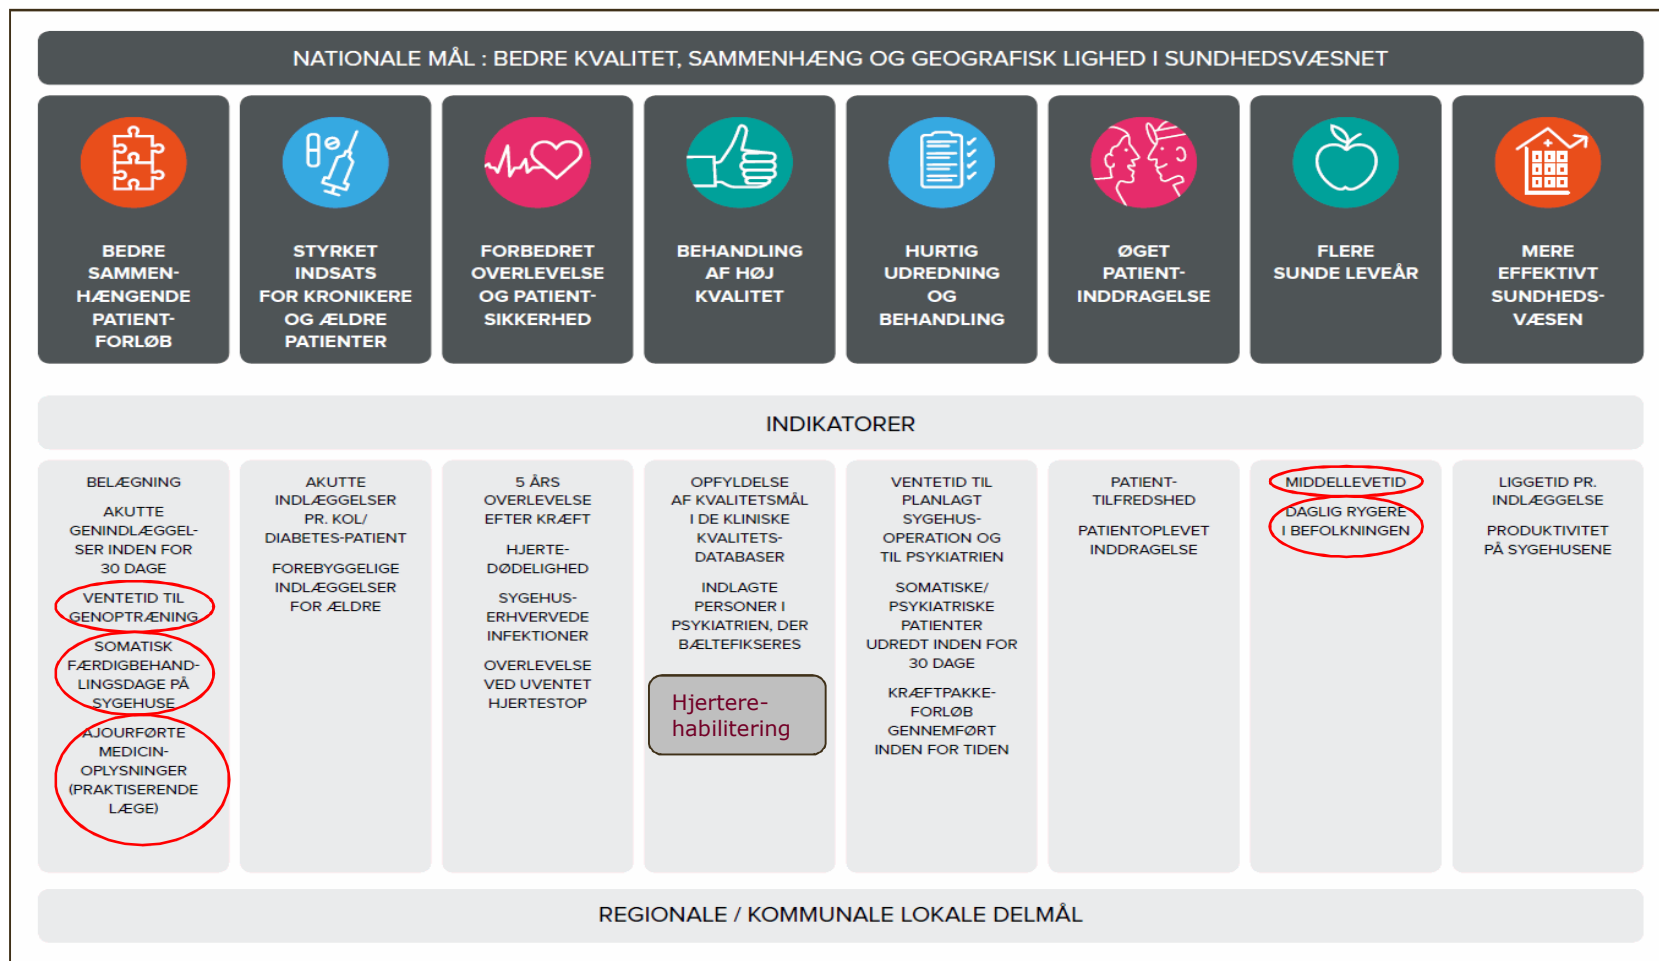 NATIONALE MÅL : BEDRE KVALITET, SAMMENHÆNG OG GEOGRAFISK LIGHED I SUNDHEDSVÆSNET
BEDRE
SAMMEN-
HÆNGENDE
PATIENT-
FORLØB
STYRKET
INDSATS
FOR KRONIKERE
OG ÆLDRE
PATIENTER
FORBEDRET
OVERLEVELSE
OG PATIENT-
SIKKERHED
BEHANDLING
AF HØJ
KVALITET
HURTIG
UDREDNING
OG
BEHANDLING
ØGET
PATIENT-
INDDRAGELSE
FLERE
SUNDE LEVEÅR
MERE
EFFEKTIVT
SUNDHEDS-
VÆSEN
INDIKATORER
BELÆGNING
AKUTTE
GENINDLÆGGEL-
SER INDEN FOR
30 DAGE
VENTETID TIL
GENOPTRÆNING
SOMATISK
FÆRDIGBEHAND-
LINGSDAGE PÅ
SYGEHUSE
AJOURFØRTE
MEDICIN-
OPLYSNINGER
(PRAKTISERENDE
LÆGE)
AKUTTE
INDLÆGGELSER
PR. KOL/
DIABETES-PATIENT
FOREBYGGELIGE
INDLÆGGELSER
FOR ÆLDRE
5 ÅRS
OVERLEVELSE
EFTER KRÆFT
HJERTE-
DØDELIGHED
SYGEHUS-
ERHVERVEDE
INFEKTIONER
OVERLEVELSE
VED UVENTET
HJERTESTOP
OPFYLDELSE
AF KVALITETSMÅL
I DE KLINISKE
KVALITETS-
DATABASER
INDLAGTE
PERSONER I
PSYKIATRIEN, DER
BÆLTEFIKSERES
Hjertere-
habilitering
VENTETID TIL
PLANLAGT
SYGEHUS-
OPERATION OG
TIL PSYKIATRIEN
SOMATISKE/
PSYKIATRISKE
PATIENTER
UDREDT INDEN FOR
30 DAGE
KRÆFTPAKKE-
FORLØB
GENNEMFØRT
INDEN FOR TIDEN
PATIENT-
TILFREDSHED
PATIENTOPLEVET
INDDRAGELSE
MIDDELLEVETID
DAGLIG RYGERE
I BEFOLKNINGEN
LIGGETID PR.
INDLÆGGELSE
PRODUKTIVITET
PÅ SYGEHUSENE
REGIONALE / KOMMUNALE LOKALE DELMÅL